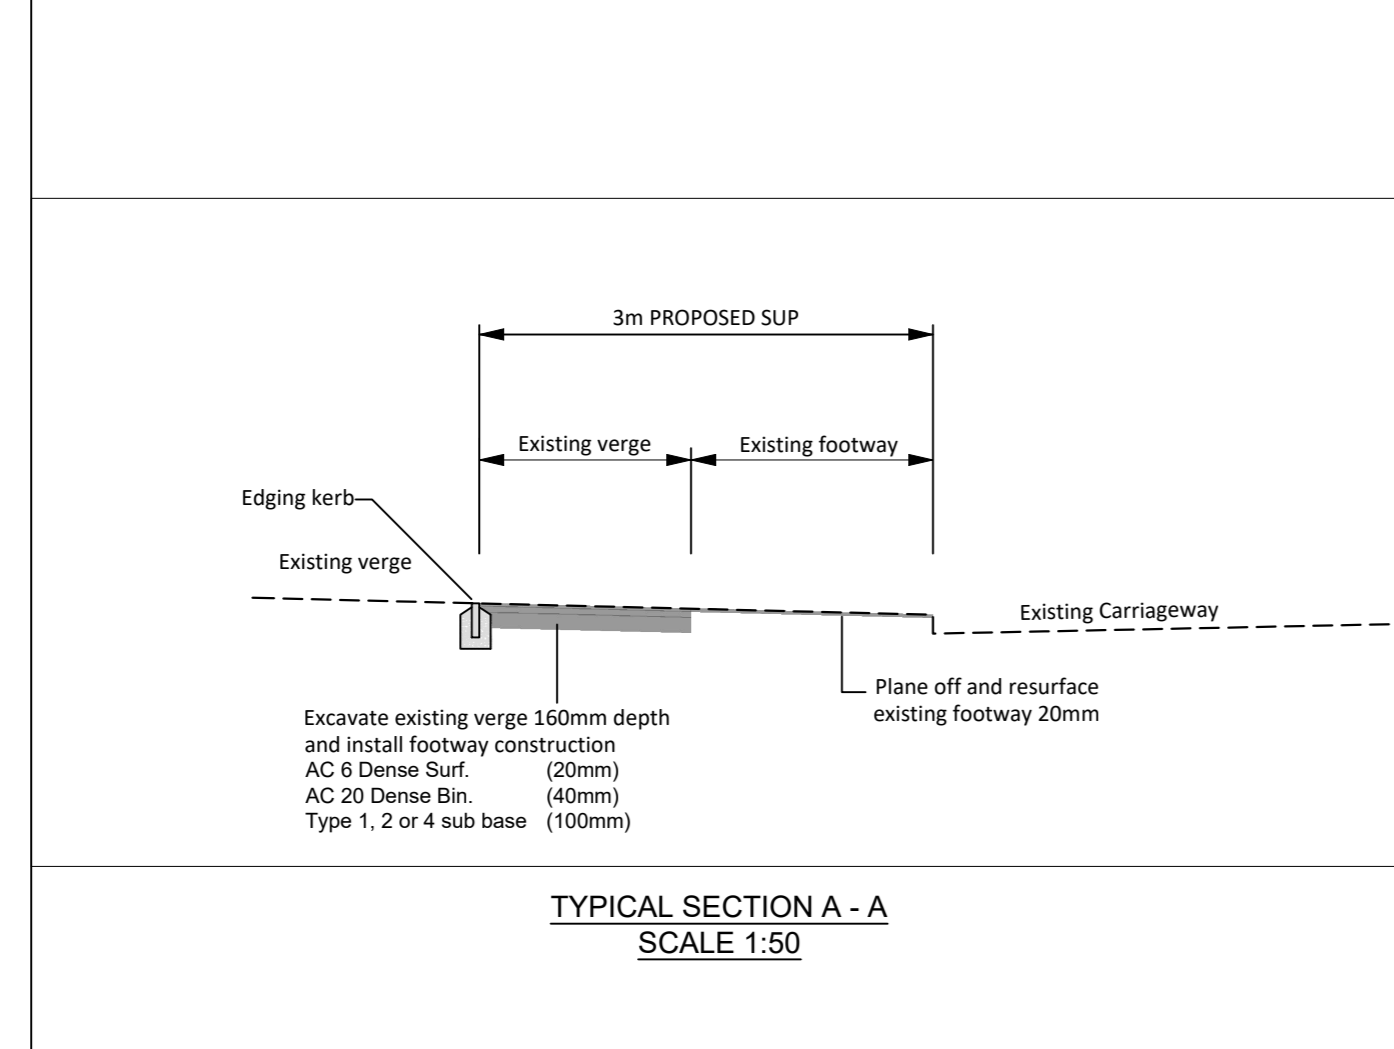 3m PROPOSED SUP
Existing verge
Existing footway
Edging kerb
Existing verge
Existing Carriageway
Plane off and resurface
existing footway 20mm
Excavate existing verge 160mm depth
and install footway construction
AC 6 Dense Surf. (20mm)
AC 20 Dense Bin. (40mm)
Type 1, 2 or 4 sub base (100mm)
TYPICAL SECTION A - A
SCALE 1:50